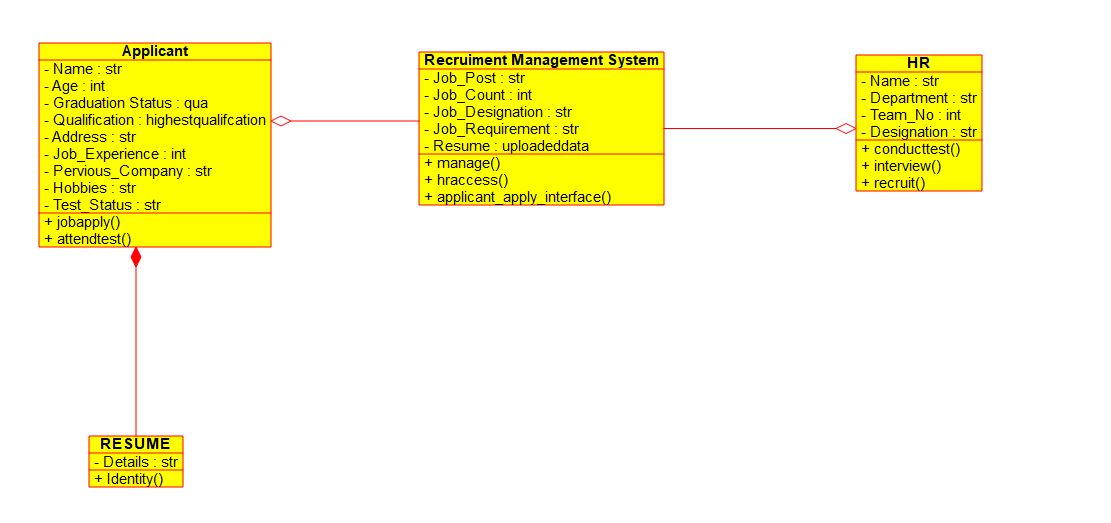 Applicant
- Name : str
- Age : int
- Graduation Status : qua
- Qualification : highestqualifcation
- Address : str
- Job_Experience : int
- Pervious_Company : str
- Hobbies : str
- Test_Status : str
+ jobapply()
+ attendtest()
Recruiment Management System
- Job_Post : str
- Job_Count : int
- Job_Designation : str
- Job_Requirement : str
- Resume : uploadeddata
+ manage()
+ hraccess()
+ applicant_apply_interface()
HR
- Name : str
- Department : str
- Team_No : int
- Designation : str
+ conducttest()
+ interview()
+ recruit()
RESUME
- Details : str
+ Identity()